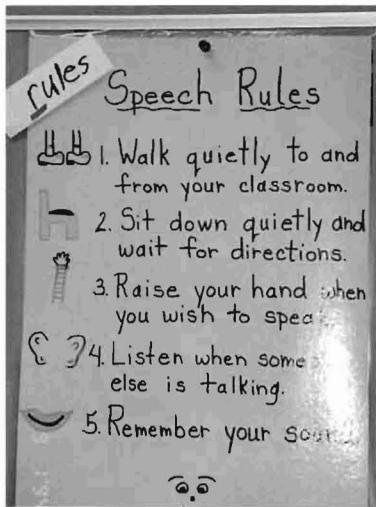 rules
Speech Rules
1. Walk quietly to and
from your classroom.
2. Sit down quietly and
wait for directions.
3. Raise your hand when
you wish to
4. Listen when
else is talking.
5. Remember your